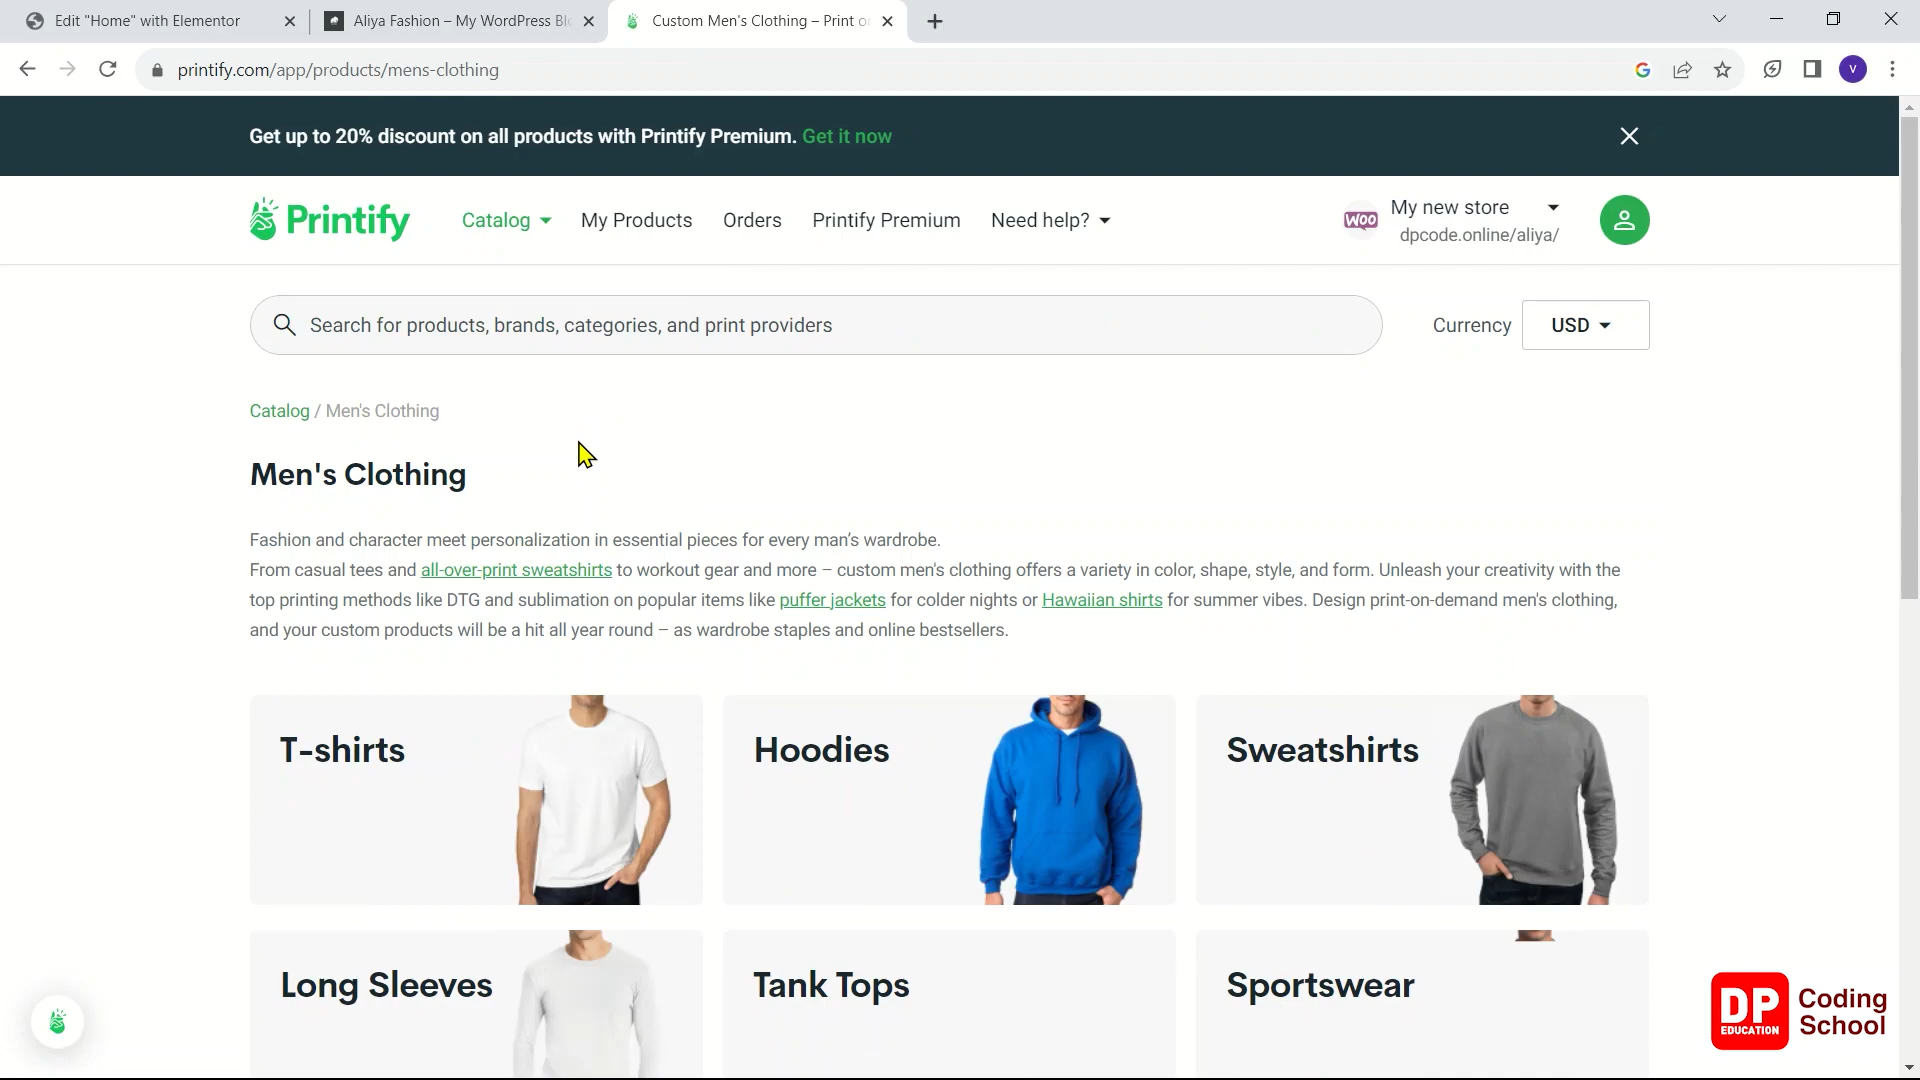 Edit "Home" with Elementor
Aliya Fashion – My WordPress Bl
Custom Men's Clothing – Print o
printify.com/app/products/mens-clothing
V
Get up to 20% discount on all products with Printify Premium. Get it now
Printify
Catalog
My Products
Orders
Printify Premium
Need help?
WOO
My new store
dpcode.online/aliya/
Search for products, brands, categories, and print providers
Currency
USD
Catalog / Men's Clothing
Men's Clothing
Fashion and character meet personalization in essential pieces for every man's wardrobe.
From casual tees and all-over-print sweatshirts to workout gear and more – custom men's clothing offers a variety in color, shape, style, and form. Unleash your creativity with the
top printing methods like DTG and sublimation on popular items like puffer jackets for colder nights or Hawaiian shirts for summer vibes. Design print-on-demand men's clothing,
and your custom products will be a hit all year round – as wardrobe staples and online bestsellers.
T-shirts
Hoodies
Sweatshirts
Long Sleeves
Tank Tops
Sportswear
DP
EDUCATION
Coding
School